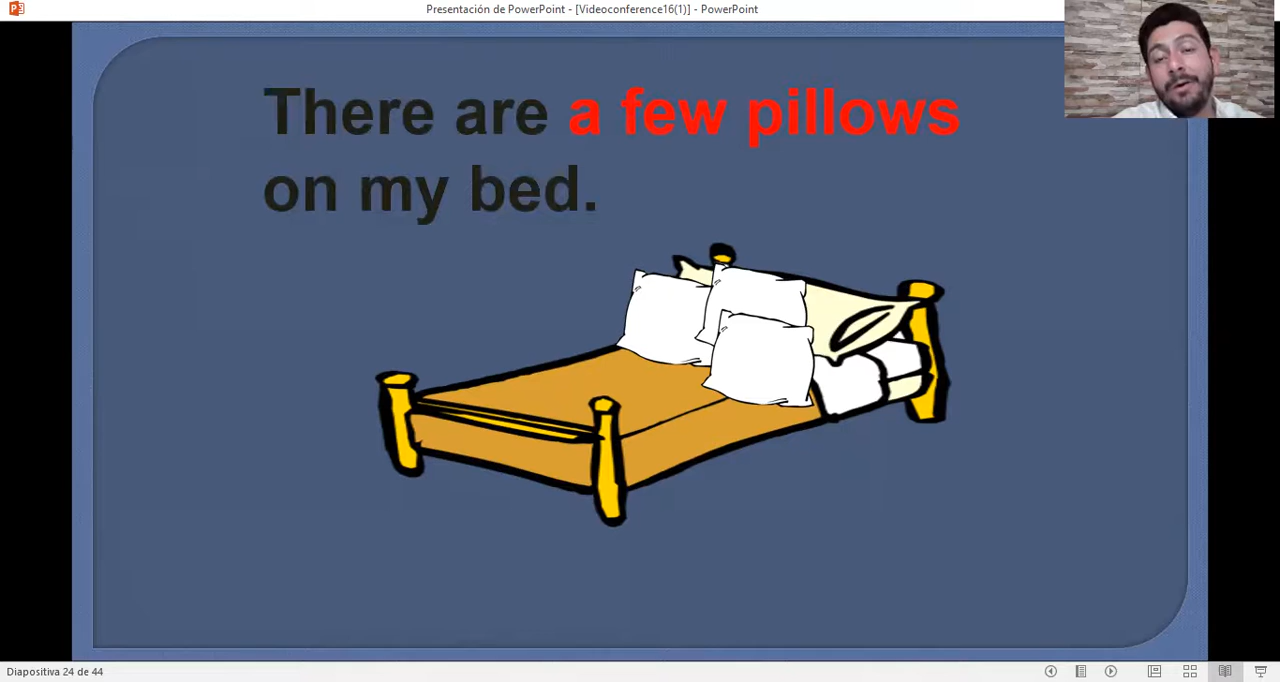 Presentación de PowerPoint - [Videoconference16(1)] - PowerPoint
There are a few pillows
on my bed.
Diapositiva 24 de 44